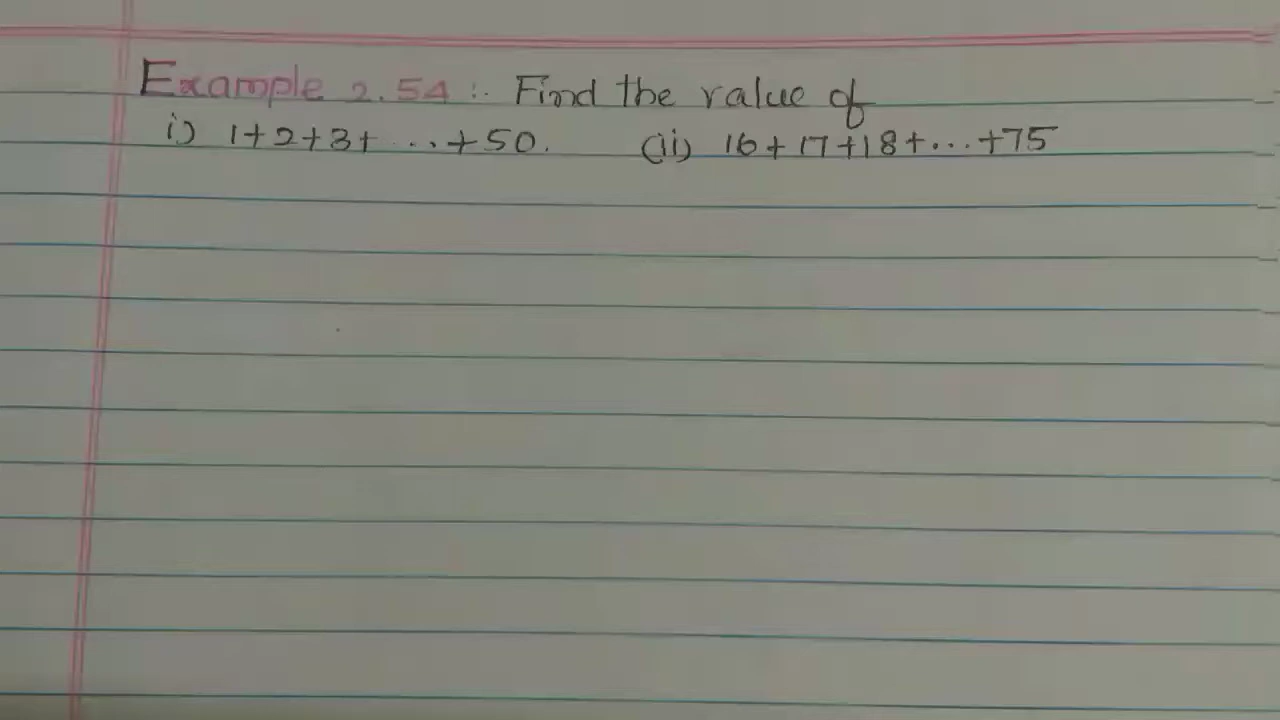 Example 2.54 :. Find the value of
i) 1+2+3+ ...+50. (ii) 16+17+18+...+75